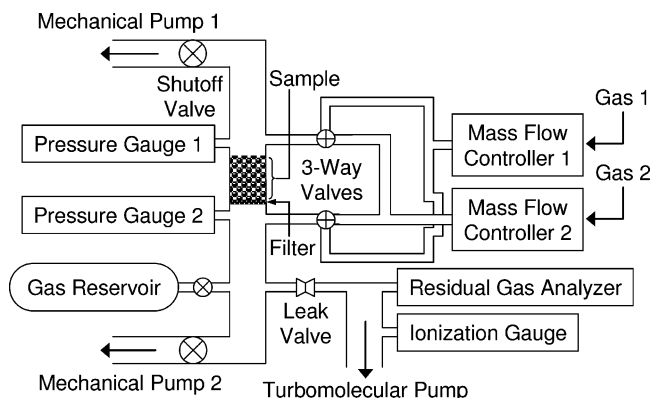 Mechanical Pump 1
Shutoff
Valve
Sample
Gas 1
Pressure Gauge 1
Mass Flow
Controller 1
3-Way
Valves
Gas 2
Pressure Gauge 2
Mass Flow
Controller 2
Filter
Gas Reservoir
Leak
Valve
Residual Gas Analyzer
Ionization Gauge
Mechanical Pump 2
Turbomolecular Pump